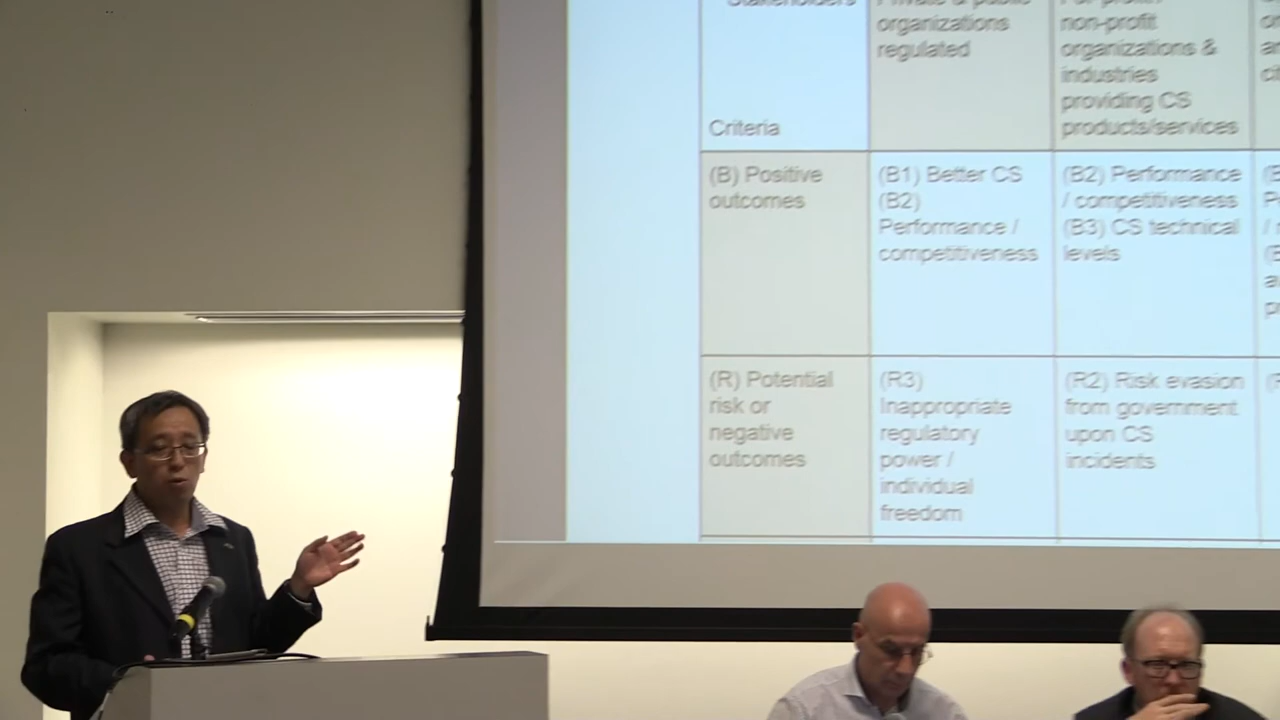 Stakeholders
Criteria
Private & public
organizations
regulated
non-profit
organizations &
industries
providing CS
products/services
(B) Positive
outcomes
(B1) Better CS
(B2)
Performance /
competitiveness
(B2) Performance
/ competitiveness
(B3) CS technical
levels
(R) Potential
risk or
negative
outcomes
(R3)
Inappropriate
regulatory
power /
individual
freedom
(R2) Risk evasion
from government
upon CS
incidents